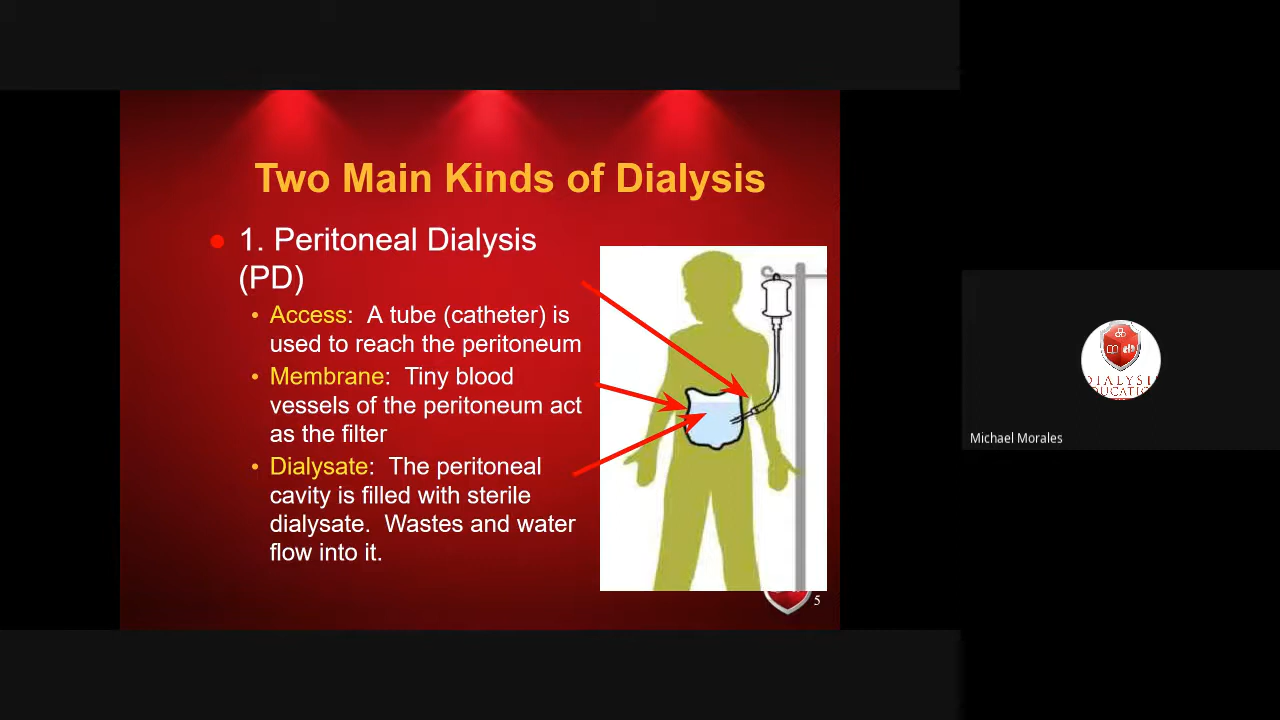 Two Main Kinds of Dialysis
1. Peritoneal Dialysis
(PD)
Access: A tube (catheter) is
used to reach the peritoneum
Membrane: Tiny blood
vessels of the peritoneum act
as the filter
Dialysate: The peritoneal
cavity is filled with sterile
dialysate. Wastes and water
flow into it.
5
Michael Morales